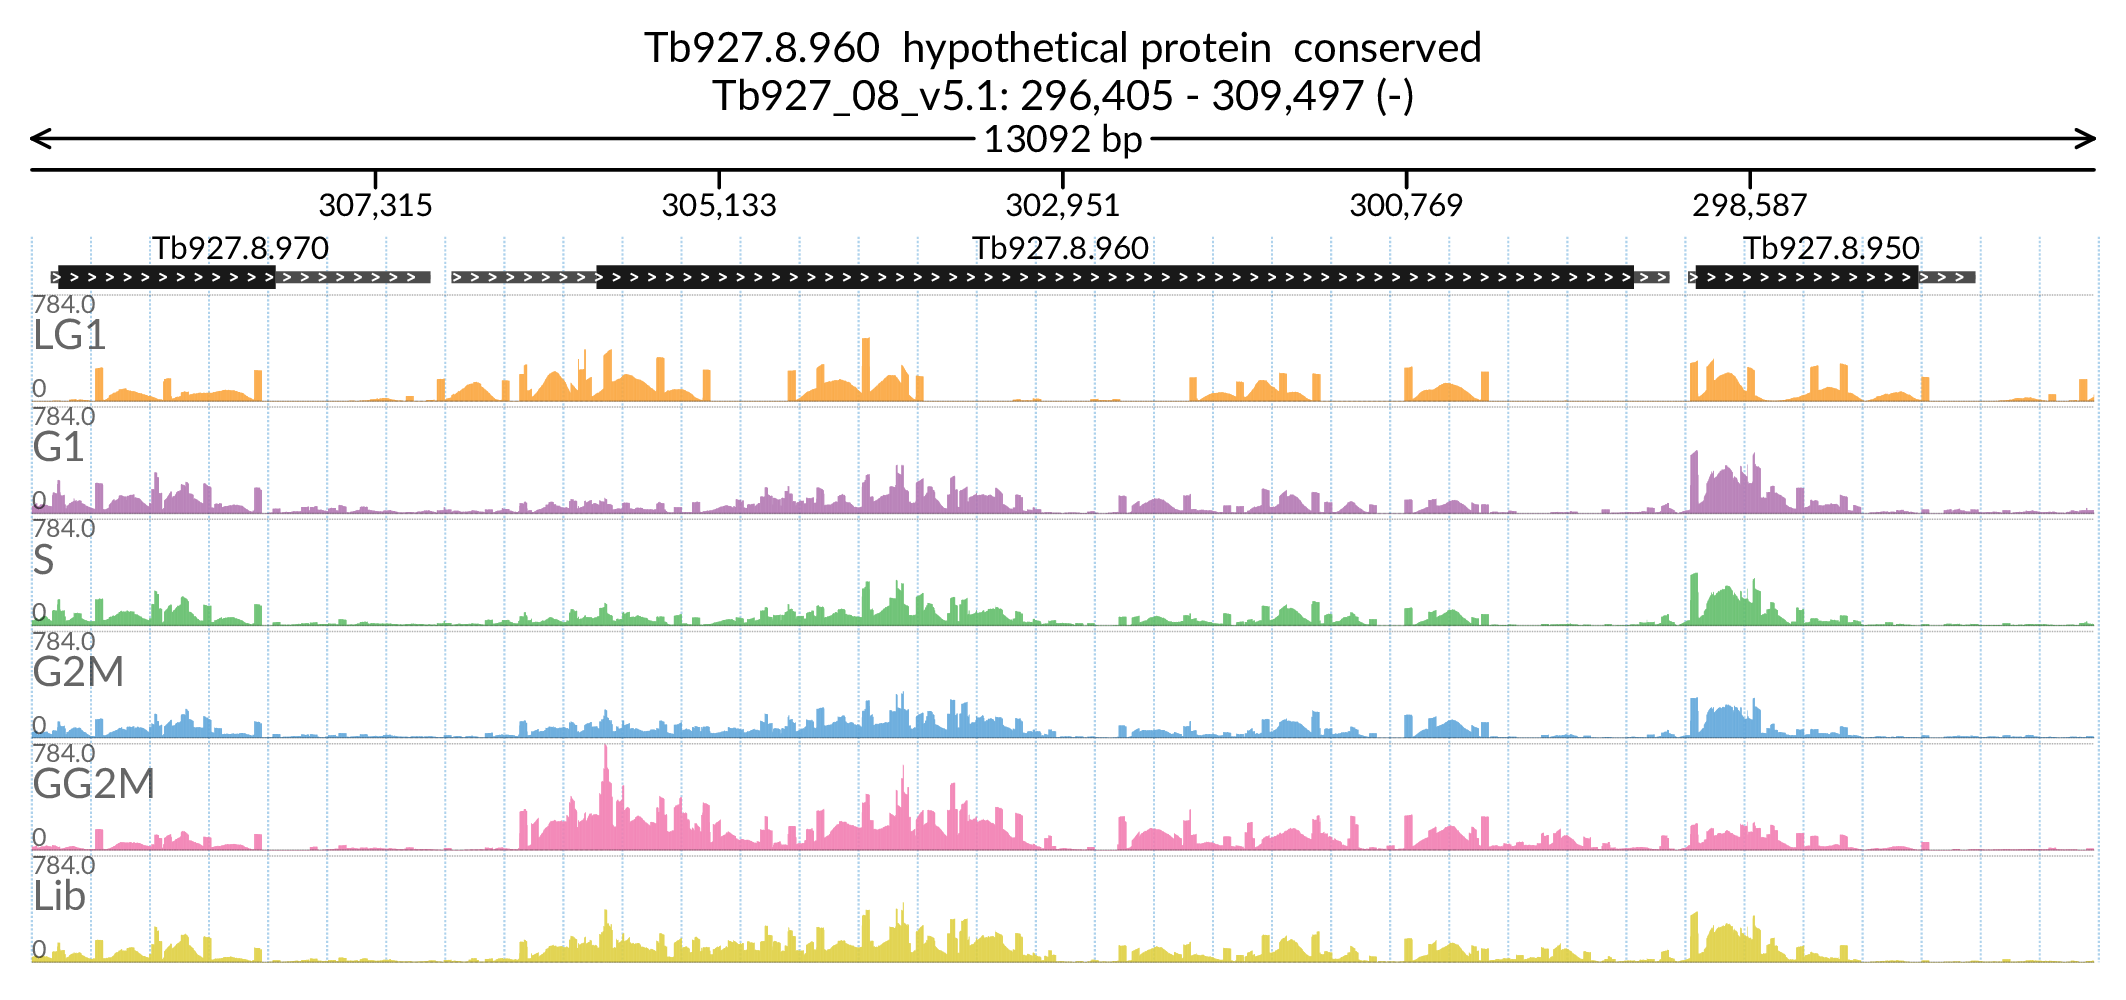 Tb927.8.960  hypothetical protein  conserved
Tb927_08_v5.1: 296,405 - 309,497 (-)
13092 bp
307,315 305,133 302,951 300,769 298,587
Tb927.8.970 Tb927.8.960 Tb927.8.950
784.0
LG1
0
784.0
G1
0
784.0
S
0
784.0
G2M
0
784.0
GG2M
0
784.0
Lib
0